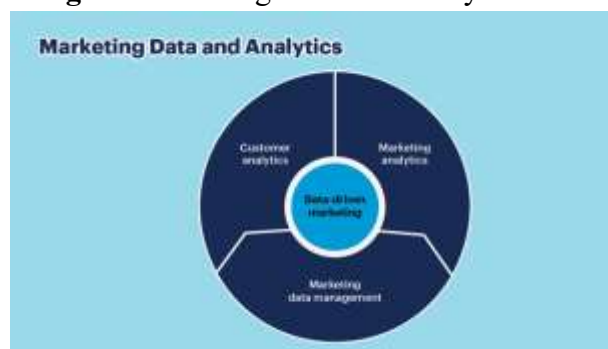 Marketing Data and Analytics
Customer
analytics
Marketing
analytics
Data-driven
marketing
Marketing
data management